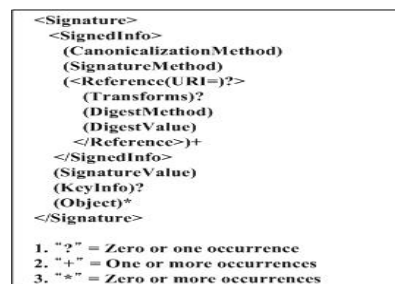 <Signature>
<SignedInfo>
(CanonicalizationMethod)
(SignatureMethod)
(<Reference(URI=)?>
(Transforms)?
(DigestMethod)
(DigestValue)
</Reference>)+
</SignedInfo>
(SignatureValue)
(KeyInfo)?
(Object)*
</Signature>
1. "?" = Zero or one occurrence
2. "+" = One or more occurrences
3. "*" = Zero or more occurrences